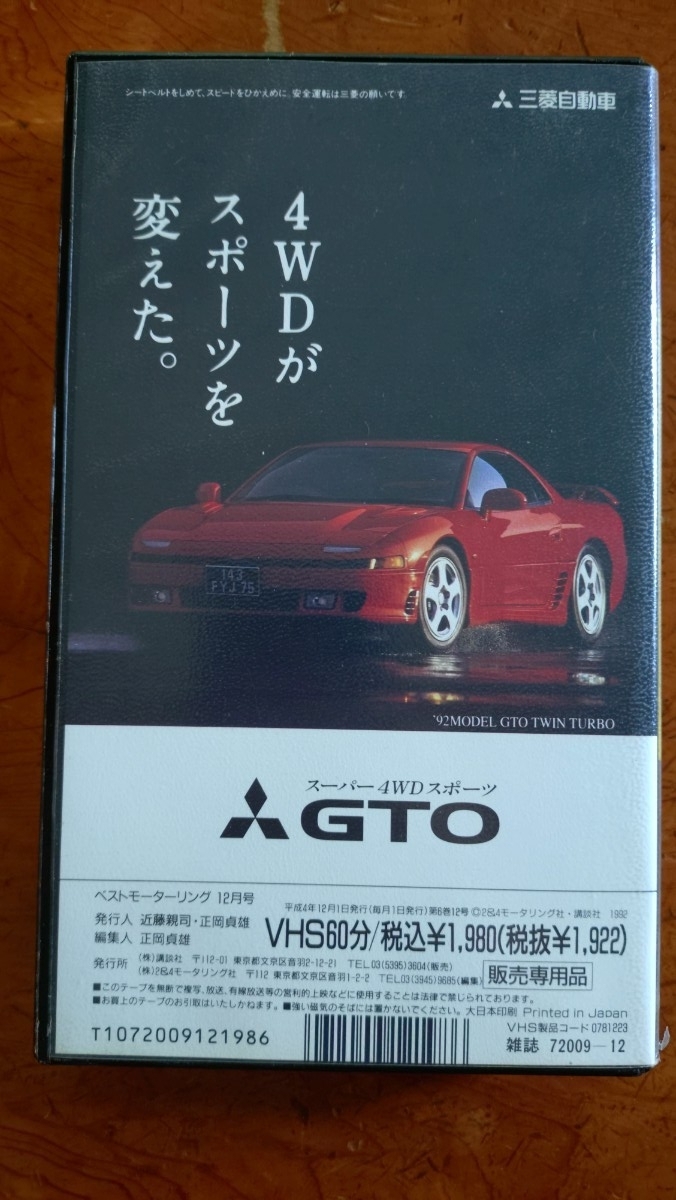 シートベルトをしめて、スピードをひかえめに。安全運転は三菱の願いです。
三菱自動車
4WDが
スポーツを
変えた。
143
FYJ 75
'92MODEL GTO TWIN TURBO
スーパー4WDスポーツ
GTO
ベストモーターリング 12月号
平成4年12月1日発行(毎月1日発行)第6巻12号 ©2&4モータリング社・講談社 1992
発行人 近藤親司・正岡貞雄
編集人 正岡貞雄
VHS60分/税込¥1,980(税抜¥1,922)
発行所 (株)講談社 〒112-01 東京都文京区音羽2-12-21 TEL.03(5395)3604(販売)
(株)2&4モータリング社 〒112 東京都文京区音羽1-2-2 TEL.03(3945)9685(編集)
販売専用品
■このテープを無断で複写、放送、有線放送等の営利的上映などに使用することは法律で禁じられております。
■お買上のテープのお引取はいたしかねます。■強い磁気のそばには置かないでください。大日本印刷 Printed in Japan
VHS製品コード0781223
T1072009121986
雑誌 72009-12